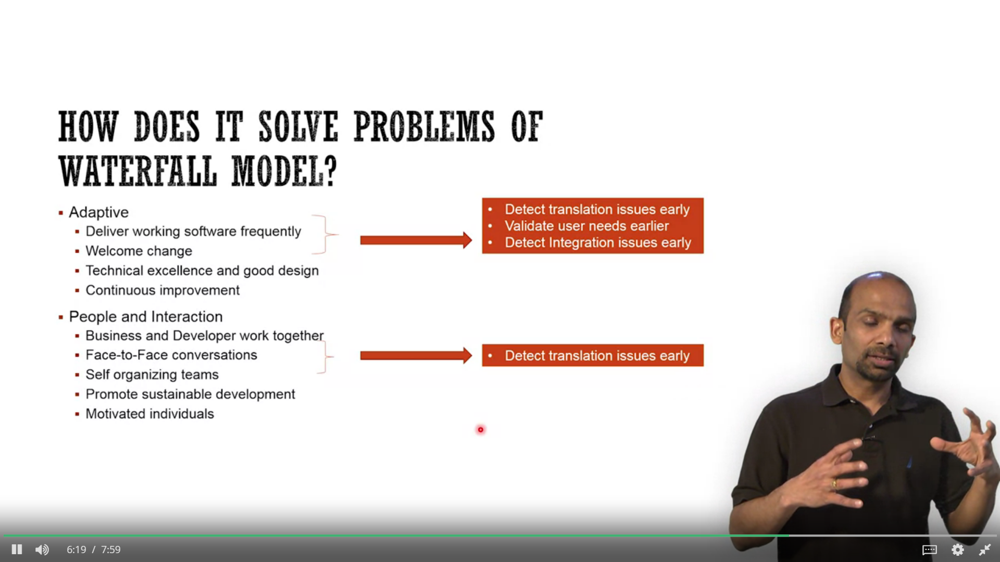 HOW DOES IT SOLVE PROBLEMS OF
WATERFALL MODEL?
Adaptive
Deliver working software frequently
Welcome change
Technical excellence and good design
Continuous improvement
People and Interaction
Business and Developer work together
Face-to-Face conversations
Self organizing teams
Promote sustainable development
Motivated individuals
Detect translation issues early
Validate user needs earlier
Detect Integration issues early
Detect translation issues early
6:19 / 7:59